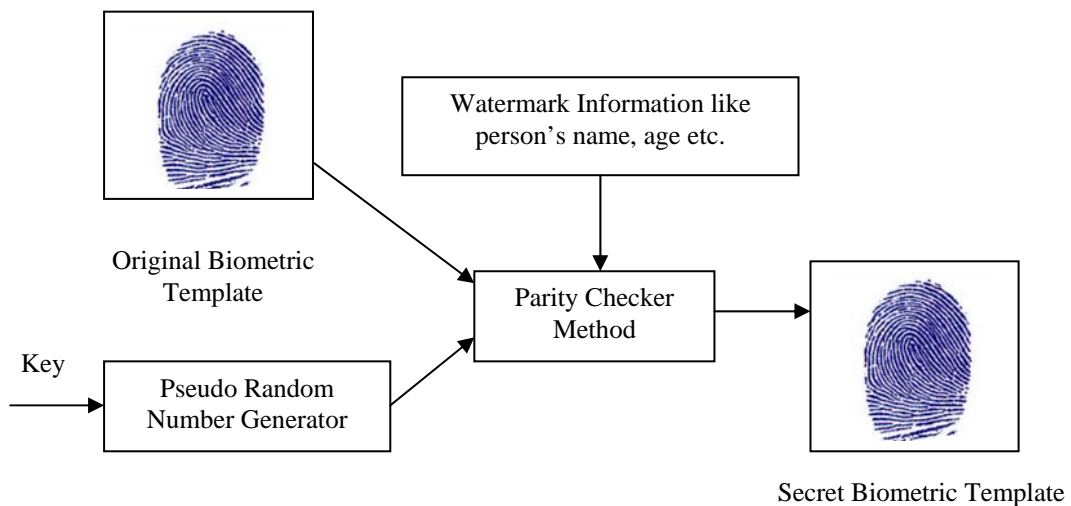 Watermark Information like
person’s name, age etc.
Original Biometric
Template
Parity Checker
Method
Key
Pseudo Random
Number Generator
Secret Biometric Template